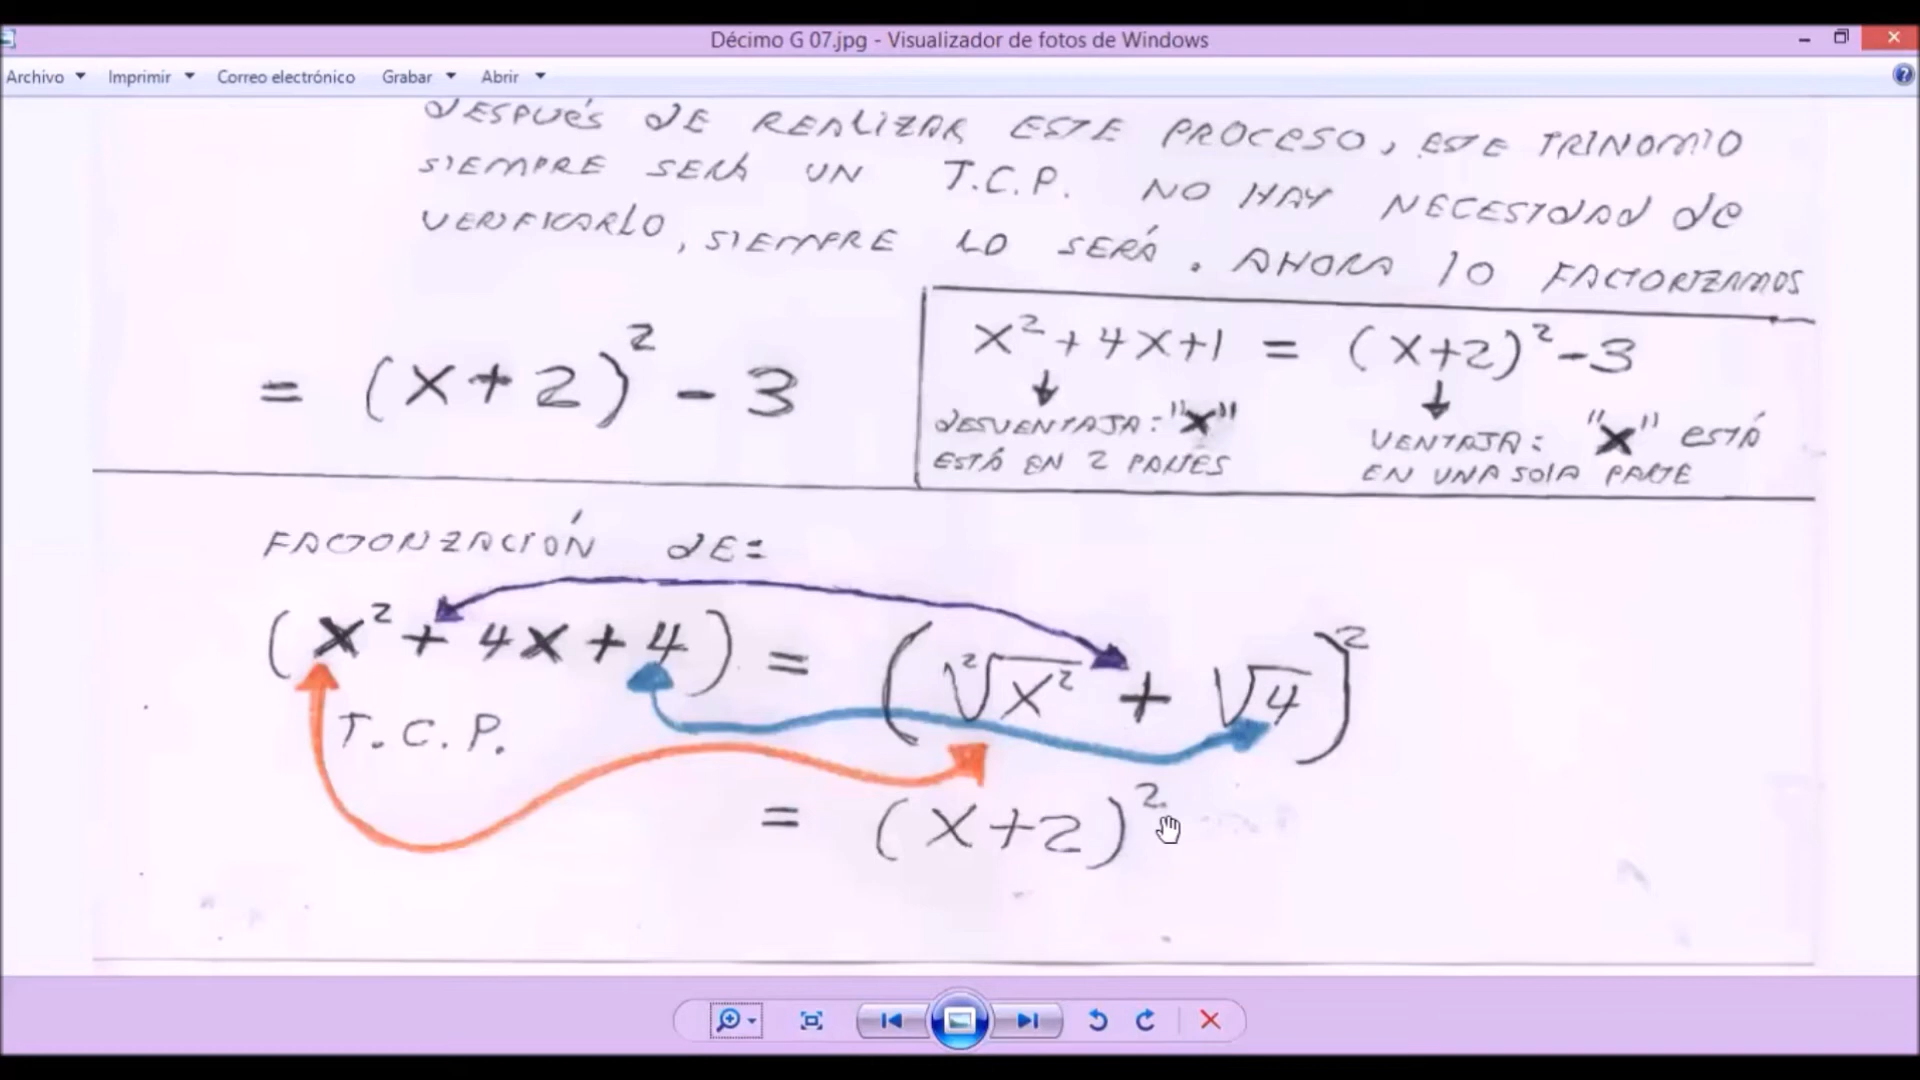 Décimo G 07.jpg - Visualizador de fotos de Windows
Archivo Imprimir Correo electrónico Grabar Abrir
DESPUÉS DE REALIZAR ESTE PROCESO, ESTE TRINOMIO
SIEMPRE SERÁ UN T.C.P. NO HAY NECESIDAD DE
VERIFICARLO, SIEMPRE LO SERÁ. AHORA LO FACTORIZAMOS
= (X+2)² - 3
X² + 4X+1 = (X+2)² - 3
DESVENTAJA: "X"
ESTÁ EN 2 PARTES
VENTAJA: "X" ESTÁ
EN UNA SOLA PARTE
FACTORIZACIÓN DE:
(X² + 4X + 4) = (²√X² + √4)²
T.C.P.
= (X+2)²